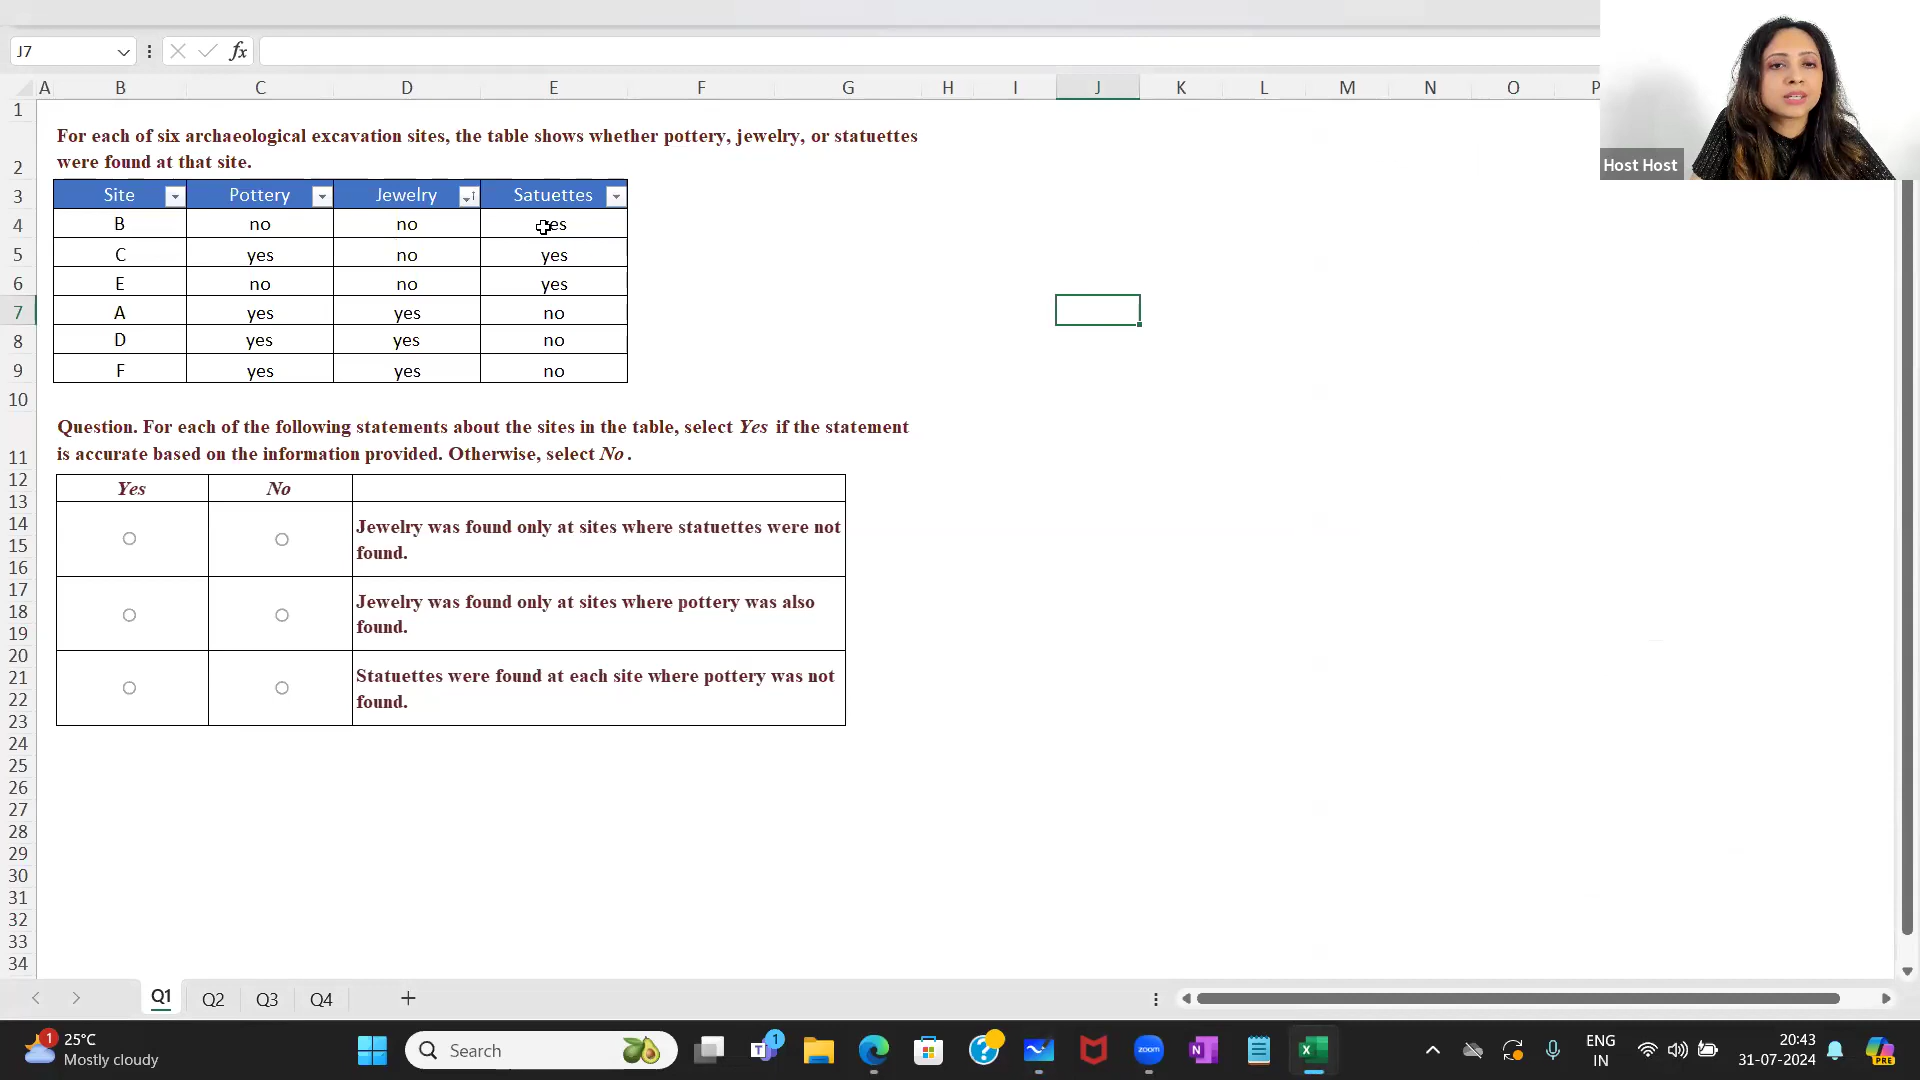 J7
fx
A B C D E F G H I J K L M N O P
1
For each of six archaeological excavation sites, the table shows whether pottery, jewelry, or statuettes
2 were found at that site.
3 Site Pottery Jewelry Satuettes
4 B no no yes
5 C yes no yes
6 E no no yes
7 A yes yes no
8 D yes yes no
9 F yes yes no
10
Question. For each of the following statements about the sites in the table, select Yes if the statement
11 is accurate based on the information provided. Otherwise, select No .
12
Yes No
13
14
Jewelry was found only at sites where statuettes were not
15
found.
16
17
18
Jewelry was found only at sites where pottery was also
found.
19
20
21
Statuettes were found at each site where pottery was not
22
found.
23
24
25
26
27
28
29
30
31
32
33
34
Host Host
Q1 Q2 Q3 Q4
1
25°C
Mostly cloudy
Search
1
zoom
N
ENG
IN
20:43
31-07-2024
PRE